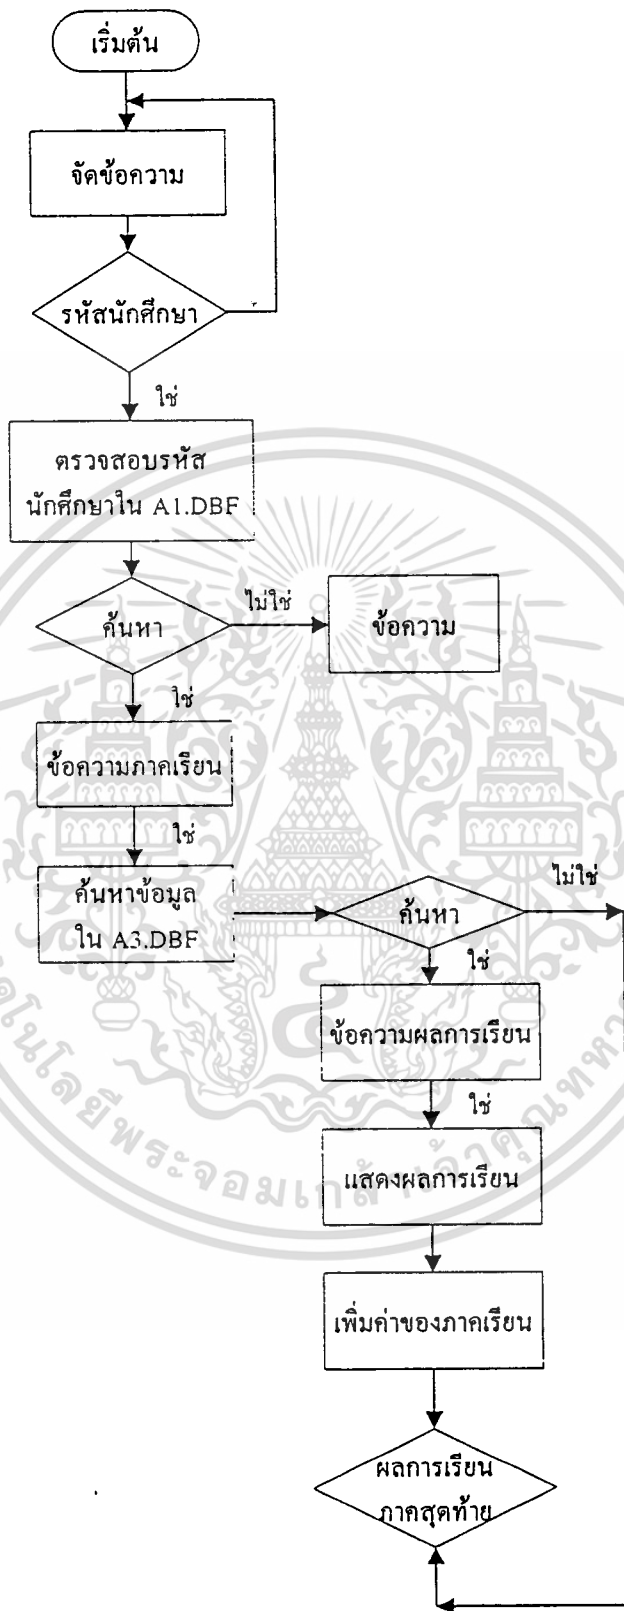 เริ่มต้น
จัดข้อความ
รหัสนักศึกษา
ใช่
ตรวจสอบรหัส
นักศึกษาใน A1.DBF
ค้นหา
ไม่ใช่
ข้อความ
ใช่
ข้อความภาคเรียน
ใช่
ค้นหาข้อมูล
ใน A3.DBF
ค้นหา
ไม่ใช่
ใช่
ข้อความผลการเรียน
ใช่
แสดงผลการเรียน
เพิ่มค่าของภาคเรียน
ผลการเรียน
ภาคสุดท้าย